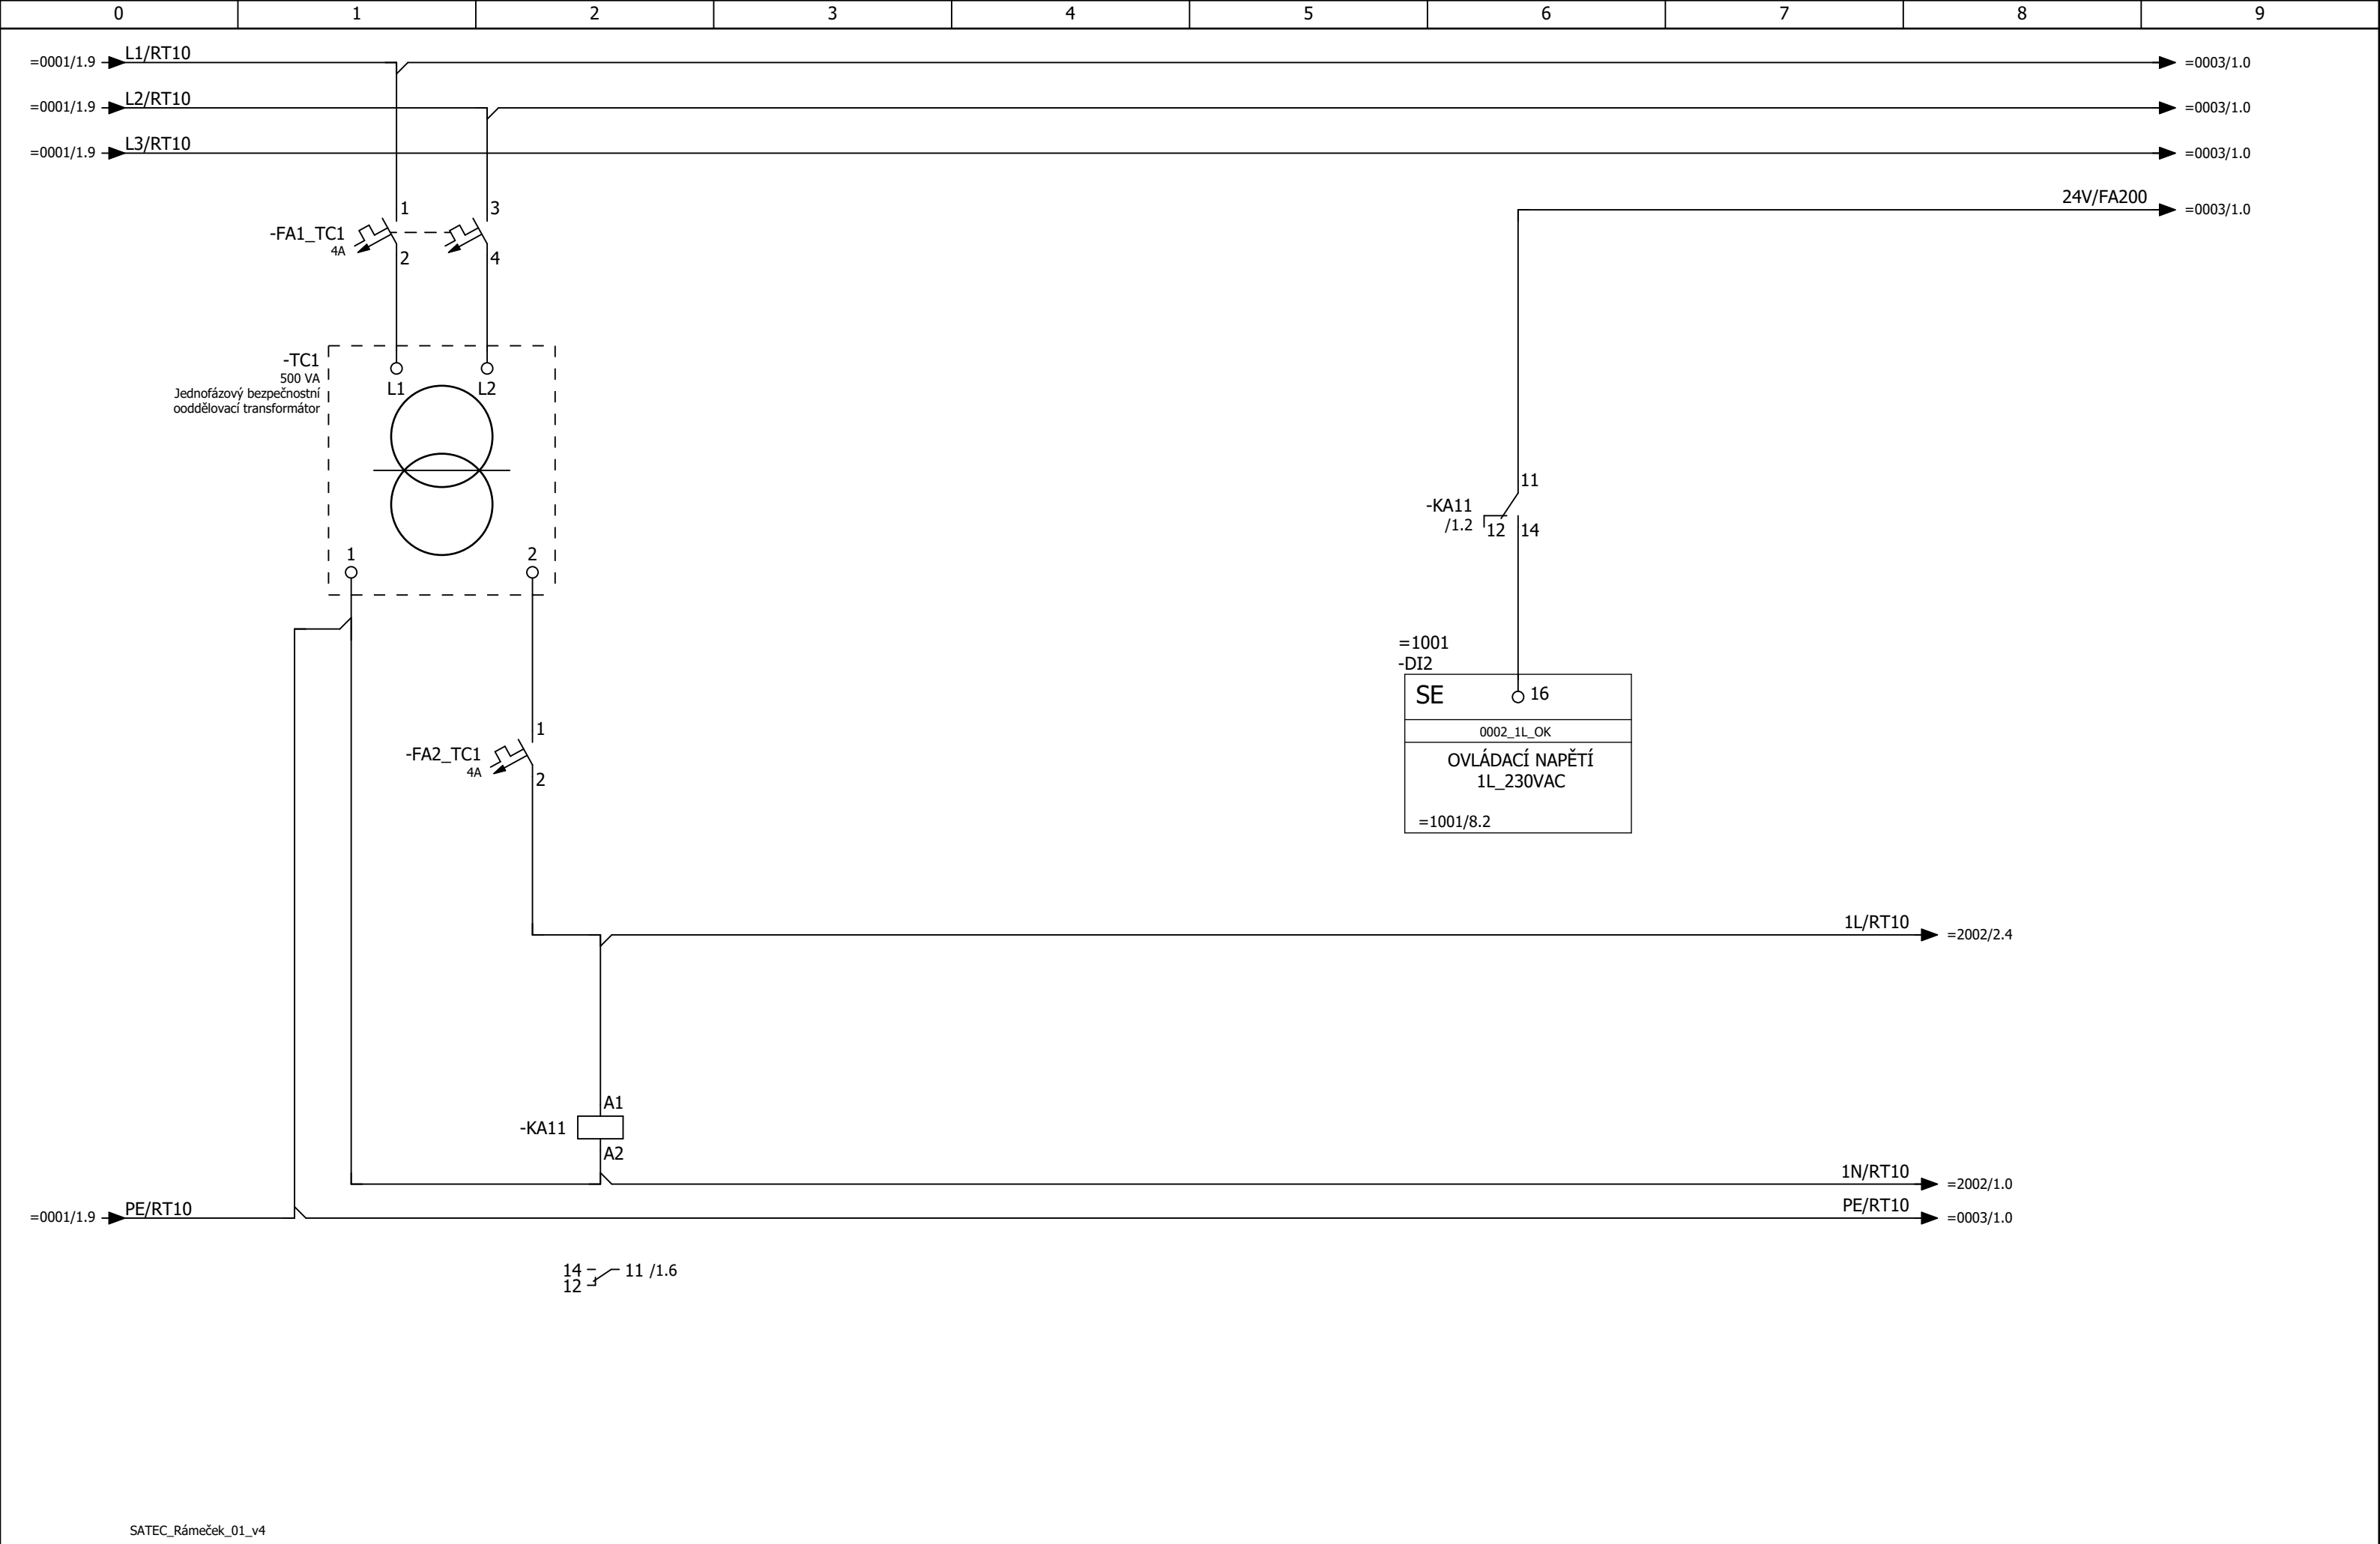 0 1 2 3 4 5 6 7 8 9
=0001/1.9 L1/RT10 =0003/1.0
=0001/1.9 L2/RT10 =0003/1.0
=0001/1.9 L3/RT10 =0003/1.0
24V/FA200 =0003/1.0
1 3
-FA1_TC1
4A
2 4
-TC1
500 VA
Jednofázový bezpečnostní
ooddělovací transformátor
L1 L2
11
-KA11
/1.2 12 14
1 2
=1001
-DI2
SE 16
0002_1L_OK
OVLÁDACÍ NAPĚTÍ
1L_230VAC
=1001/8.2
1
-FA2_TC1
4A
2
1L/RT10 =2002/2.4
A1
-KA11
A2
1N/RT10 =2002/1.0
=0001/1.9 PE/RT10 PE/RT10 =0003/1.0
14 11 /1.6
12
SATEC_Rámeček_01_v4